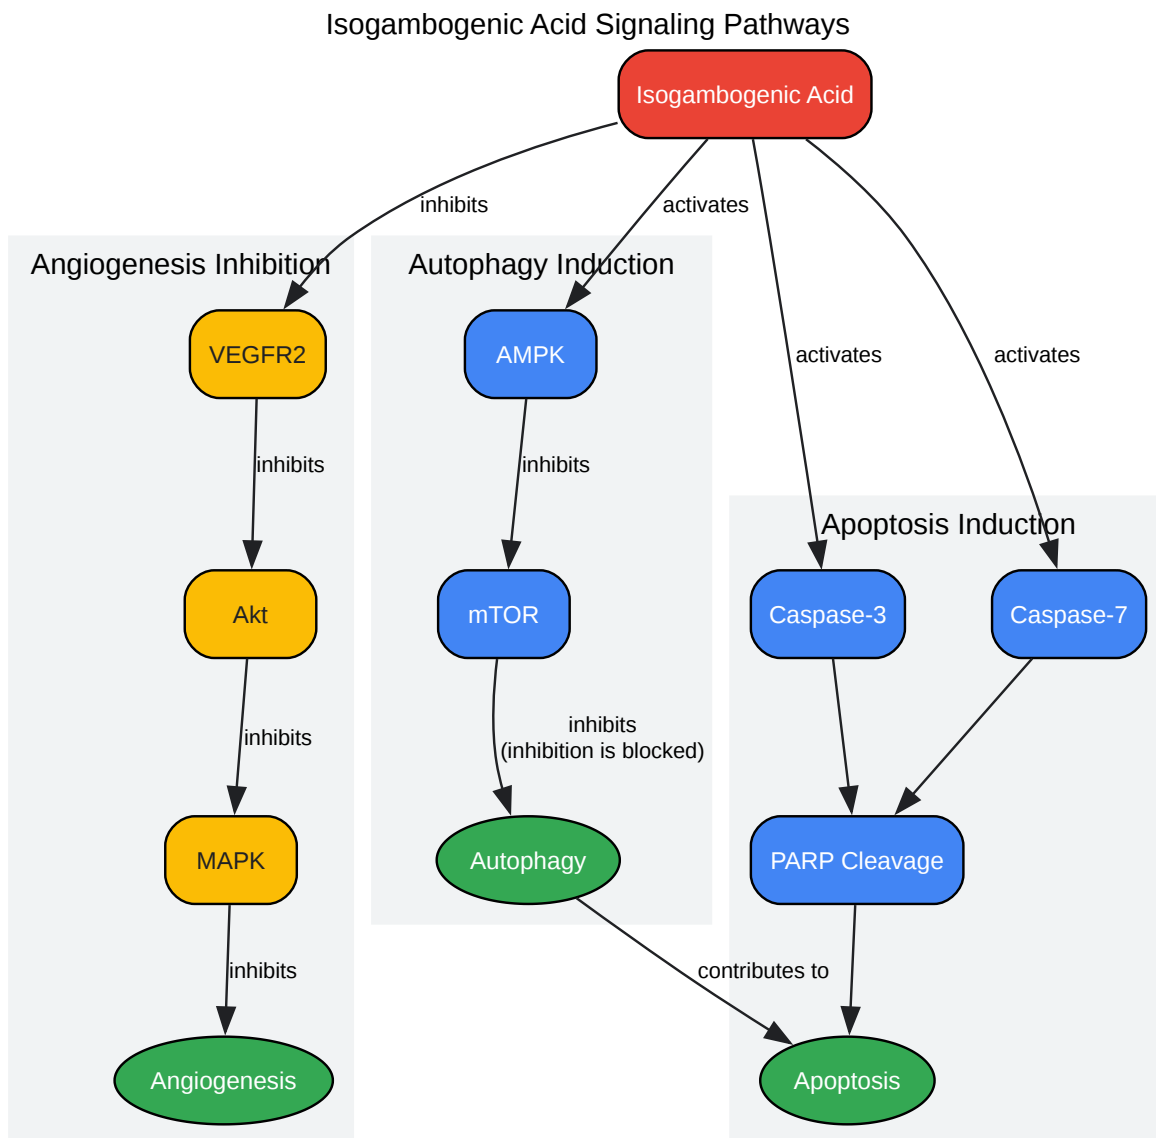 Isogambogenic Acid Signaling Pathways
Isogambogenic Acid
inhibits
activates
Angiogenesis Inhibition
Autophagy Induction
VEGFR2
AMPK
activates
activates
inhibits
inhibits
Apoptosis Induction
Akt
mTOR
Caspase-3
Caspase-7
inhibits
inhibits
(inhibition is blocked)
MAPK
Autophagy
PARP Cleavage
inhibits
contributes to
Angiogenesis
Apoptosis